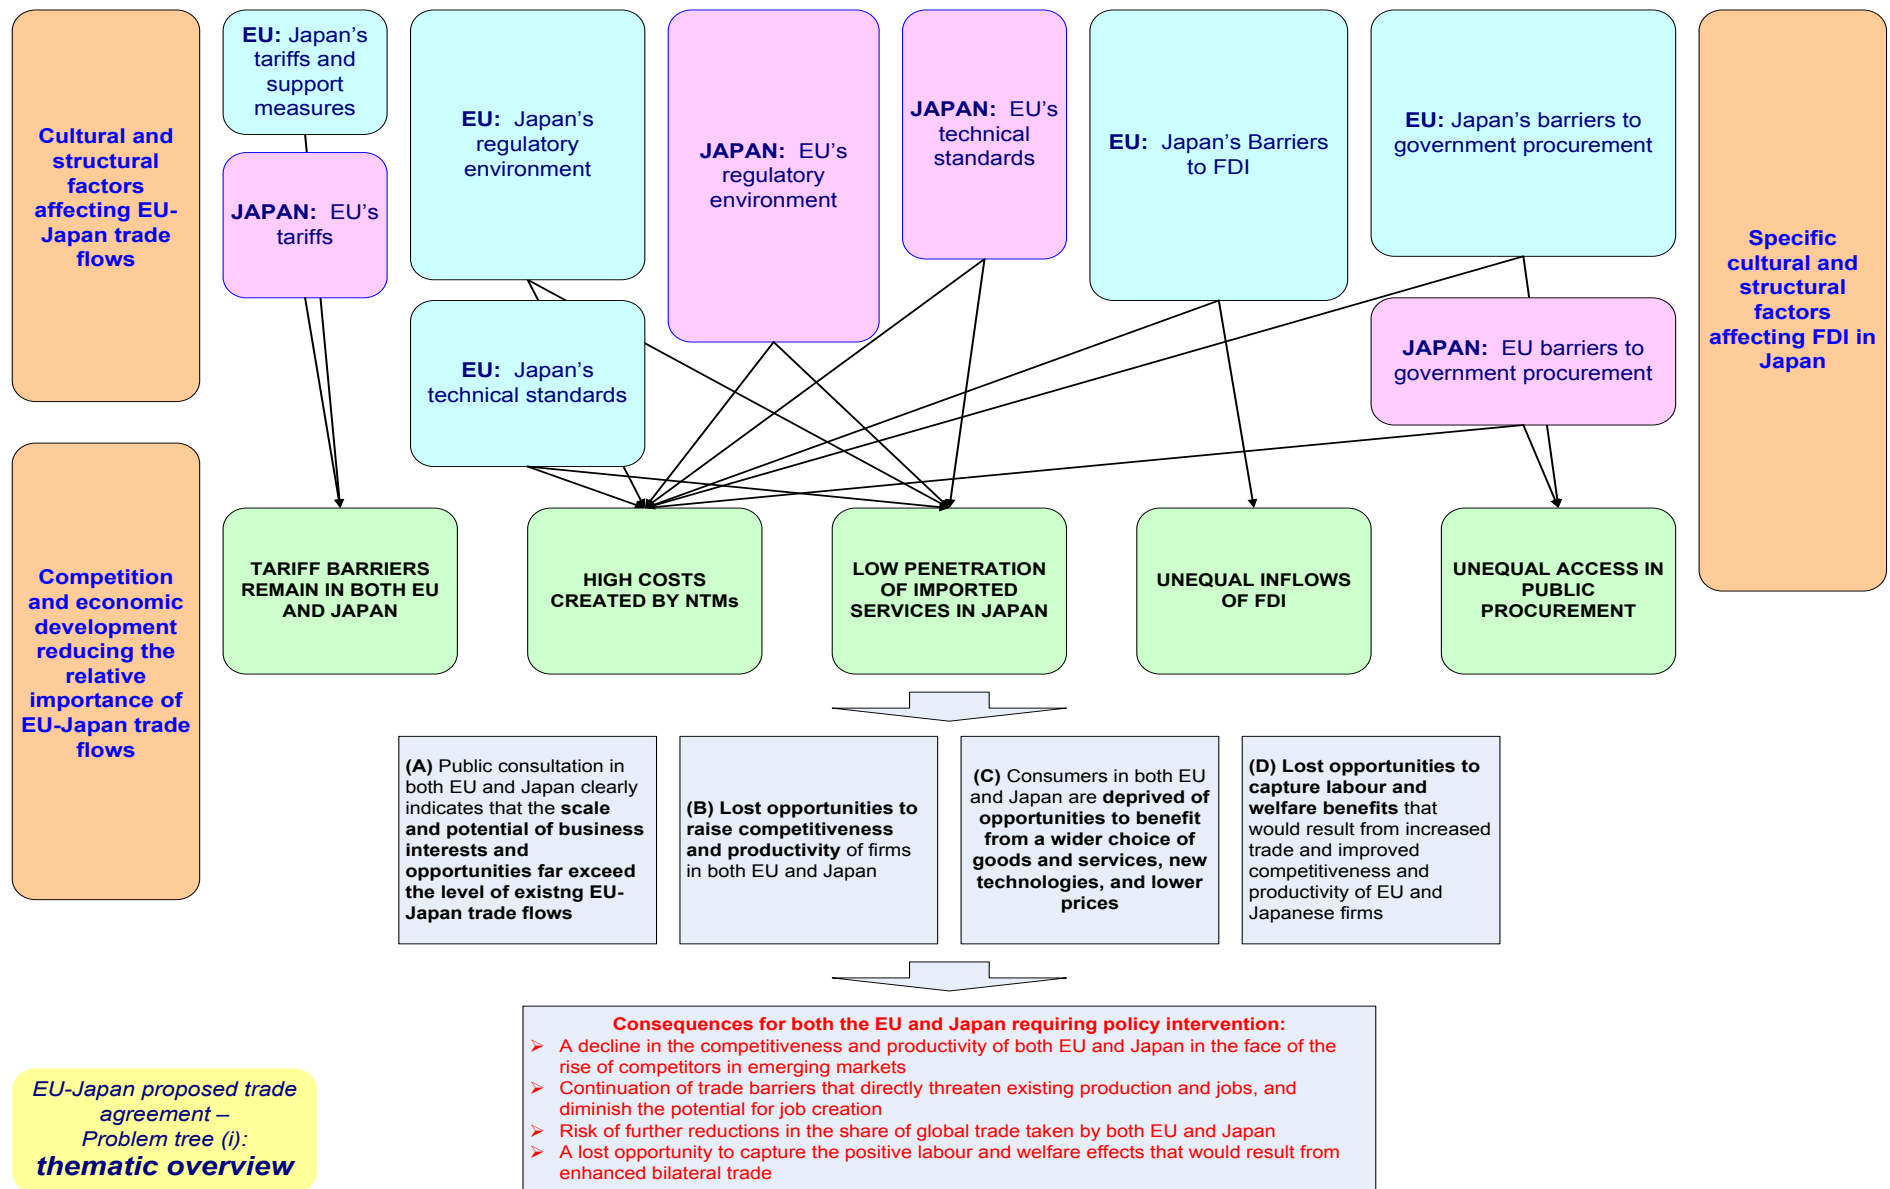 Cultural and
structural
factors
affecting EU-
Japan trade
flows
EU: Japan's
tariffs and
support
measures
JAPAN: EU's
tariffs
EU: Japan's
regulatory
environment
EU: Japan's
technical standards
JAPAN: EU's
regulatory
environment
JAPAN: EU's
technical
standards
EU: Japan's Barriers
to FDI
EU: Japan's barriers to
government procurement
JAPAN: EU barriers to
government procurement
Specific
cultural and
structural
factors
affecting FDI in
Japan
Competition
and economic
development
reducing the
relative
importance of
EU-Japan trade
flows
TARIFF BARRIERS
REMAIN IN BOTH EU
AND JAPAN
HIGH COSTS
CREATED BY NTMs
LOW PENETRATION
OF IMPORTED
SERVICES IN JAPAN
UNEQUAL INFLOWS
OF FDI
UNEQUAL ACCESS IN
PUBLIC
PROCUREMENT
(A) Public consultation in
both EU and Japan clearly
indicates that the scale
and potential of business
interests and
opportunities far exceed
the level of existng EU-
Japan trade flows
(B) Lost opportunities to
raise competitiveness
and productivity of firms
in both EU and Japan
(C) Consumers in both EU
and Japan are deprived of
opportunities to benefit
from a wider choice of
goods and services, new
technologies, and lower
prices
(D) Lost opportunities to
capture labour and
welfare benefits that
would result from increased
trade and improved
competitiveness and
productivity of EU and
Japanese firms
Consequences for both the EU and Japan requiring policy intervention:
➢ A decline in the competitiveness and productivity of both EU and Japan in the face of the
rise of competitors in emerging markets
➢ Continuation of trade barriers that directly threaten existing production and jobs, and
diminish the potential for job creation
➢ Risk of further reductions in the share of global trade taken by both EU and Japan
➢ A lost opportunity to capture the positive labour and welfare effects that would result from
enhanced bilateral trade
EU-Japan proposed trade
agreement –
Problem tree (i):
thematic overview